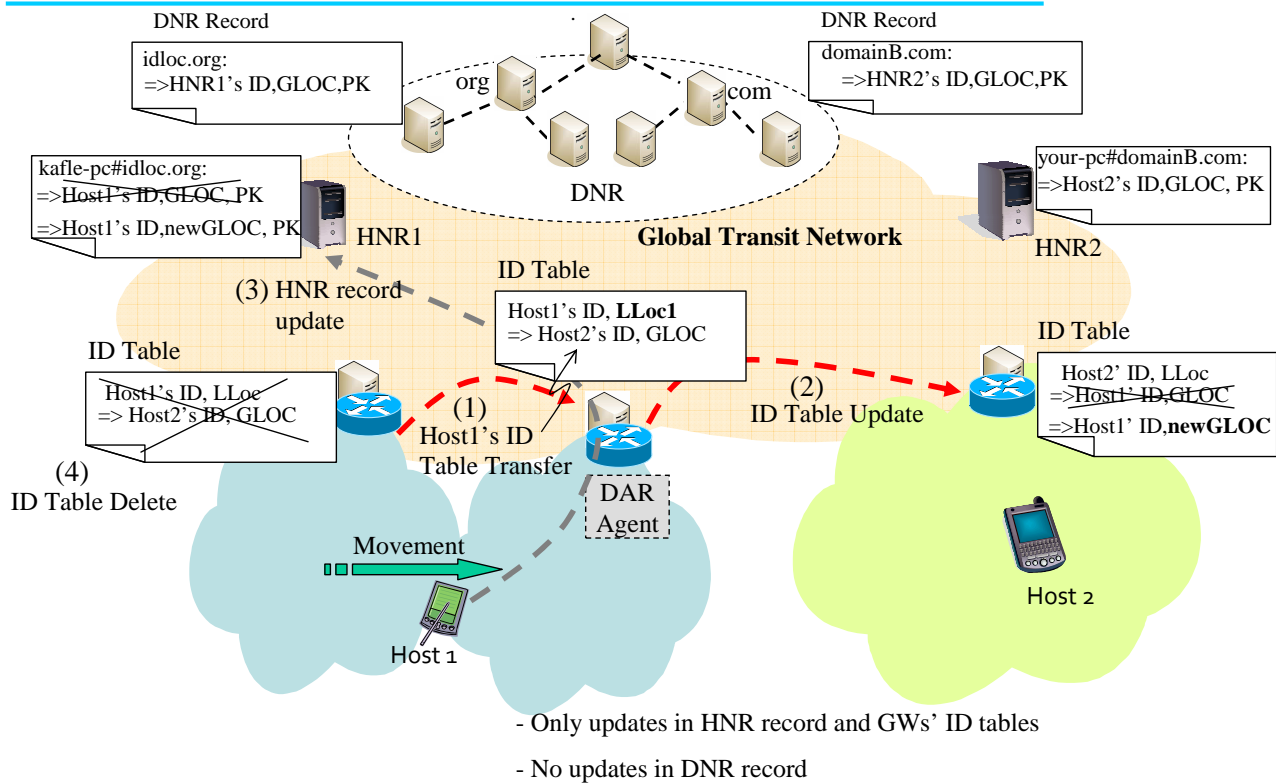 DNR Record
idloc.org:
=>HNR1's ID,GLOC,PK
org
com
DNR
DNR Record
domainB.com:
=>HNR2's ID,GLOC,PK
kafle-pc#idloc.org:
=>Host1's ID,GLOC, PK
=>Host1's ID,newGLOC, PK
HNR1
Global Transit Network
your-pc#domainB.com:
=>Host2's ID,GLOC, PK
HNR2
(3) HNR record
update
ID Table
Host1's ID, LLoc1
=> Host2's ID, GLOC
ID Table
Host1's ID, LLoc
=> Host2's ID, GLOC
(4)
ID Table Delete
(1)
Host1's ID
Table Transfer
(2)
ID Table Update
ID Table
Host2' ID, LLoc
=>Host1' ID,GLOC
=>Host1' ID,newGLOC
DAR
Agent
Movement
Host 1
Host 2
- Only updates in HNR record and GWs' ID tables
- No updates in DNR record